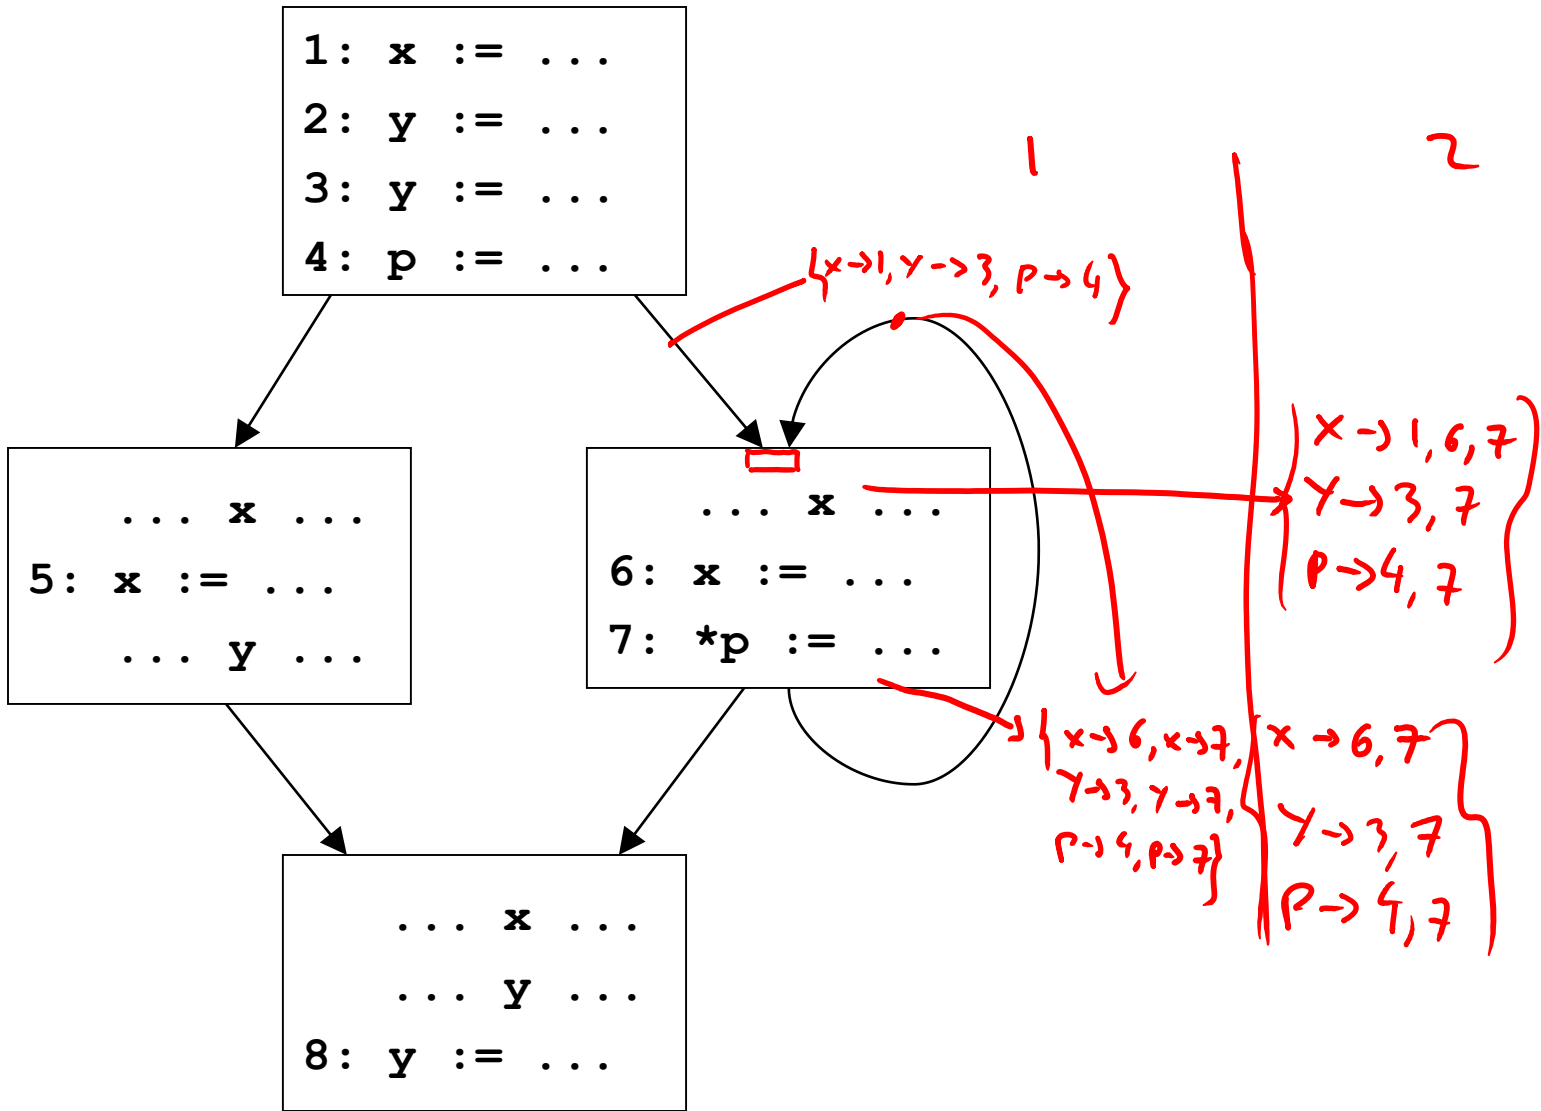 1: x := ...
2: y := ...
3: y := ...
4: p := ...
1
2
{x→1, y→3, p→4}
... x ...
5: x := ...
... y ...
... x ...
6: x := ...
7: *p := ...
{x→1,6,7
y→3,7
p→4,7}
{x→6, x→7,
y→3, y→7,
p→4, p→7}
{x→6,7
y→3,7
p→4,7}
... x ...
... y ...
8: y := ...